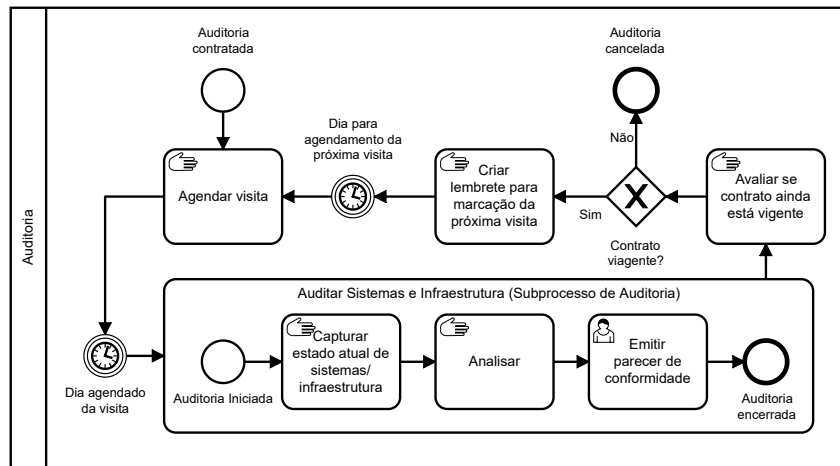 Auditoria
Auditoria
contratada
Auditoria
cancelada
Dia para
agendamento da
próxima visita
Não
Agendar visita
Criar
lembrete para
marcação da
próxima visita
Sim
Contrato
viagente?
Avaliar se
contrato ainda
está vigente
Auditar Sistemas e Infraestrutura (Subprocesso de Auditoria)
Dia agendado
da visita
Auditoria Iniciada
Capturar
estado atual de
sistemas/
infraestrutura
Analisar
Emitir
parecer de
conformidade
Auditoria
encerrada